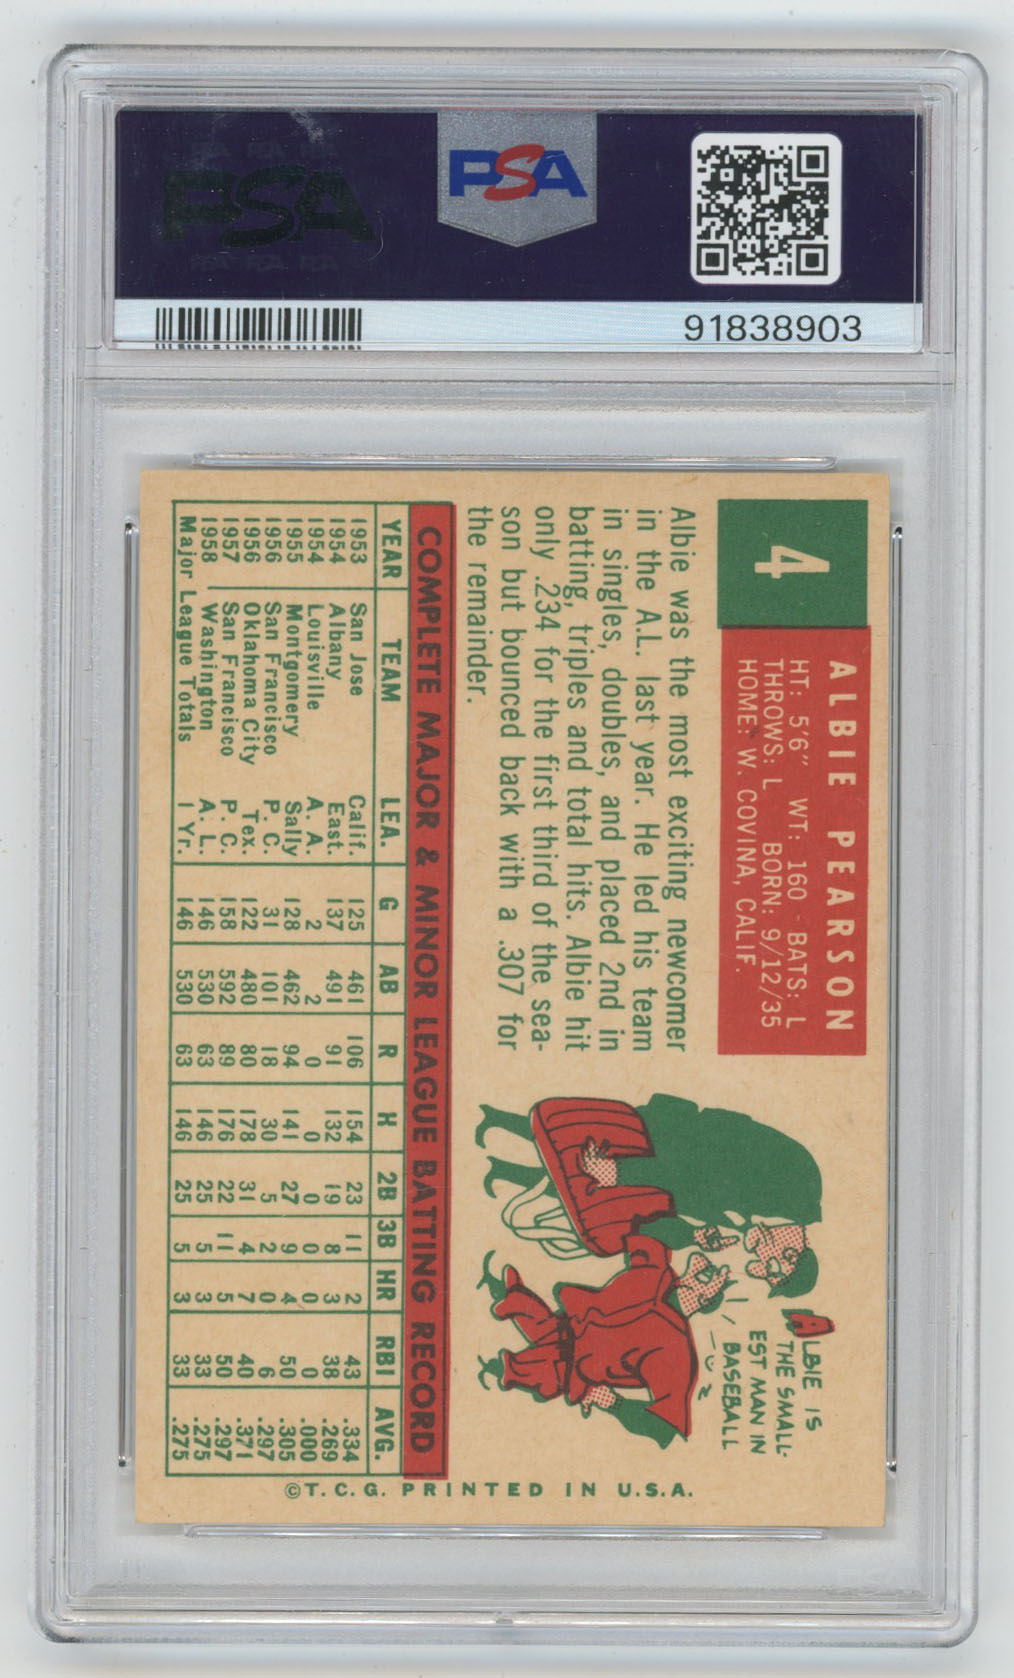 PSA
PSA
91838903
4
ALBIE PEARSON
HT: 5'6" WT: 160 - BATS: L
THROWS: L BORN: 9/12/35
HOME: W. COVINA, CALIF.
Albie was the most exciting newcomer
in the A.L. last year. He led his team
in singles, doubles, and placed 2nd in
batting, triples and total hits. Albie hit
only .234 for the first third of the sea-
son but bounced back with a .307 for
the remainder.
ALBIE IS
THE SMALL-
EST MAN IN
BASEBALL
COMPLETE MAJOR & MINOR LEAGUE BATTING RECORD
YEAR TEAM LEA. G AB R H 2B 3B HR RBI AVG.
1953 San Jose Calif. 125 461 106 154 23 11 2 43 .334
1954 Albany East. 137 491 91 132 19 8 3 38 .269
1954 Louisville A. A. 2 2 0 0 0 0 0 0 .000
1955 Montgomery Sally 128 462 94 141 27 9 4 50 .305
1956 San Francisco P. C. 31 101 18 30 5 2 0 6 .297
1956 Oklahoma City Tex. 122 480 80 178 31 4 7 40 .371
1957 San Francisco P. C. 158 592 89 176 22 11 5 50 .297
1958 Washington A. L. 146 530 63 146 25 5 3 33 .275
Major League Totals 1 Yr. 146 530 63 146 25 5 3 33 .275
©T. C. G. PRINTED IN U.S.A.